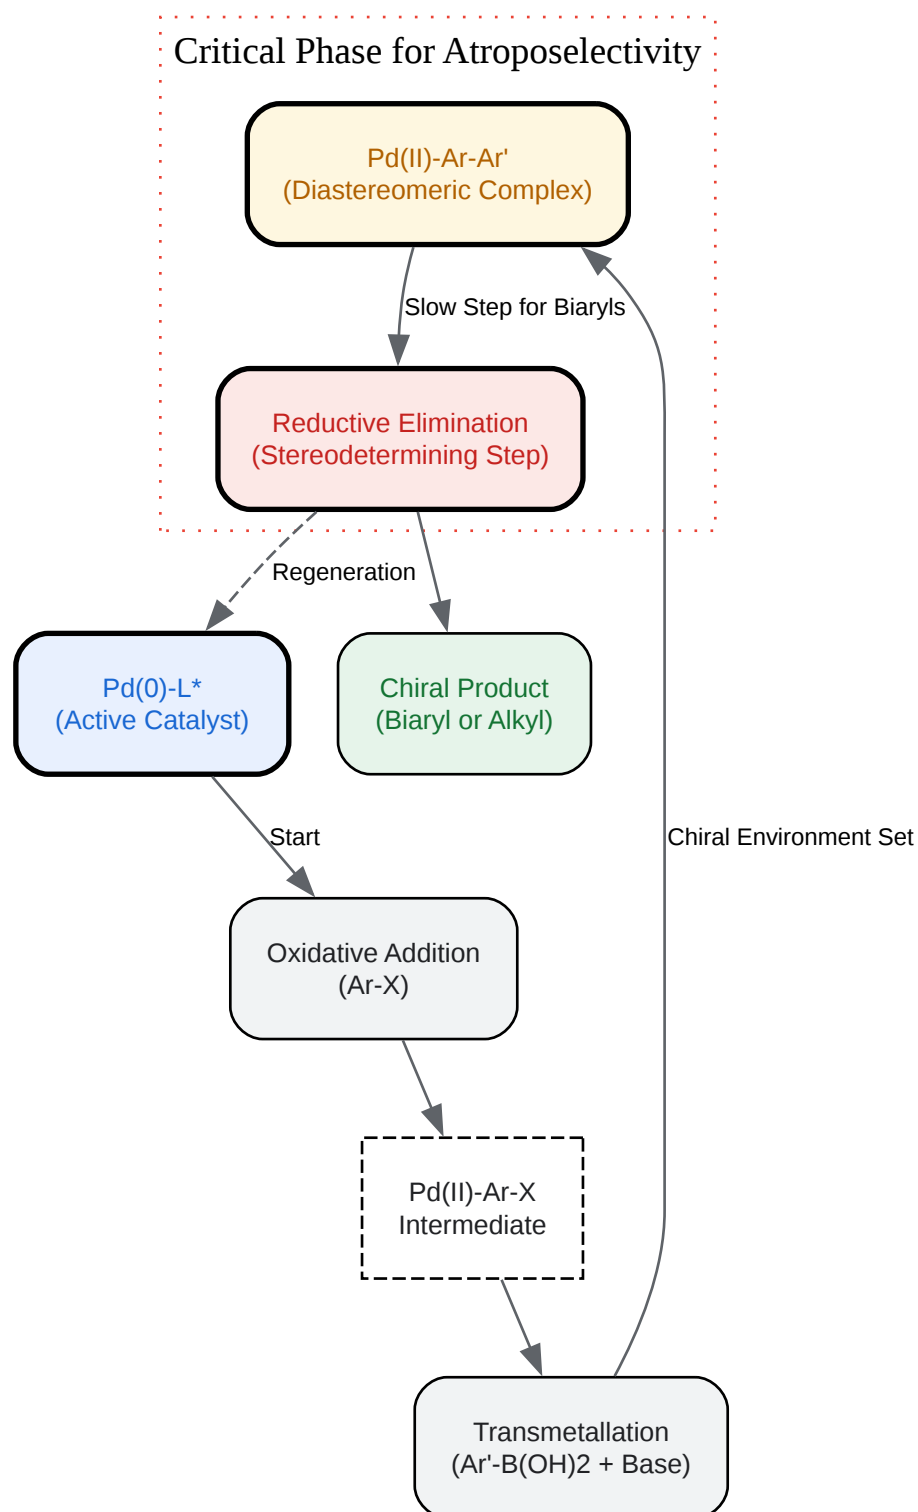 Critical Phase for Atroposelectivity
Pd(II)-Ar-Ar'
(Diastereomeric Complex)
Slow Step for Biaryls
Reductive Elimination
(Stereodetermining Step)
Regeneration
Pd(0)-L*
(Active Catalyst)
Chiral Product
(Biaryl or Alkyl)
Start
Chiral Environment Set
Oxidative Addition
(Ar-X)
Pd(II)-Ar-X
Intermediate
Transmetallation
(Ar'-B(OH)2 + Base)